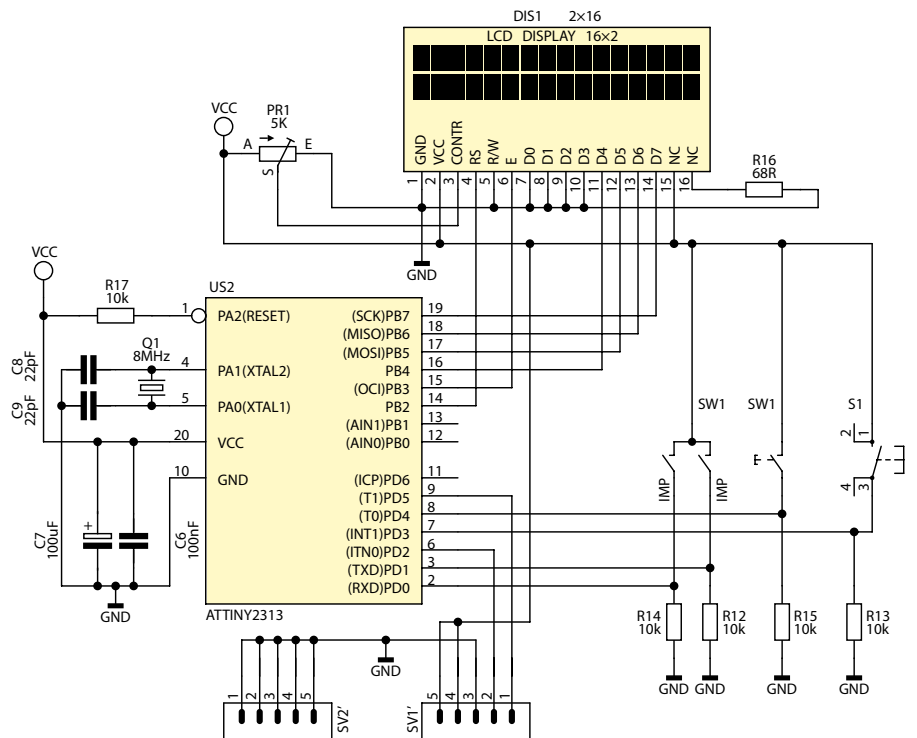 DIS1 2×16
LCD DISPLAY 16×2
GND
VCC
CONTR
RS
R/W
E
D0
D1
D2
D3
D4
D5
D6
D7
NC
NC
1
2
3
4
5
6
7
8
9
10
11
12
13
14
15
16
VCC
PR1
5K
A
E
S
R16
68R
GND
VCC
R17
10k
US2
1 PA2(RESET)
4 PA1(XTAL2)
5 PA0(XTAL1)
20 VCC
10 GND
(SCK)PB7 19
(MISO)PB6 18
(MOSI)PB5 17
PB4 16
(OCI)PB3 15
PB2 14
(AIN1)PB1 13
(AIN0)PB0 12
(ICP)PD6 11
(T1)PD5 9
(T0)PD4 8
(INT1)PD3 7
(ITN0)PD2 6
(TXD)PD1 3
(RXD)PD0 2
ATTINY2313
Q1
8MHz
C8
22pF
C9
22pF
C7
100uF
+
C6
100nF
GND
SW1
IMP
IMP
SW1
S1
2
1
4
3
R14
10k
R12
10k
R15
10k
R13
10k
GND
GND
GND
GND
GND
1
2
3
4
5
SV2'
5
4
3
2
1
SV1'